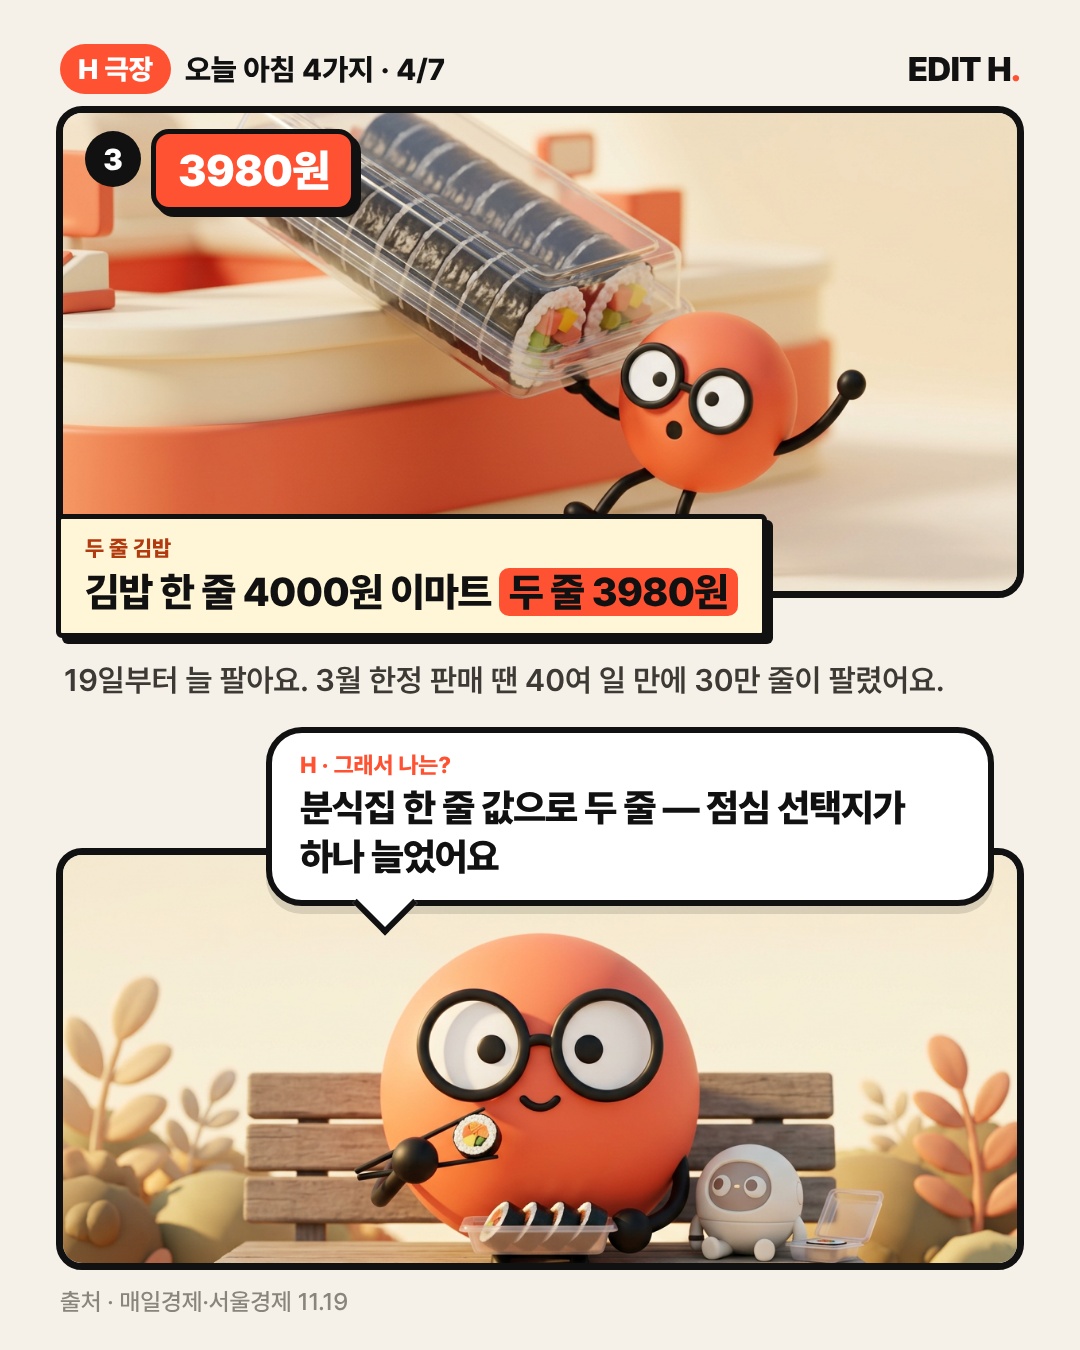 H 극장 오늘 아침 4가지 · 4/7
EDIT H.
3 3980원
두 줄 김밥
김밥 한 줄 4000원 이마트 두 줄 3980원
19일부터 늘 팔아요. 3월 한정 판매 땐 40여 일 만에 30만 줄이 팔렸어요.
H · 그래서 나는?
분식집 한 줄 값으로 두 줄 — 점심 선택지가
하나 늘었어요
출처 · 매일경제·서울경제 11.19